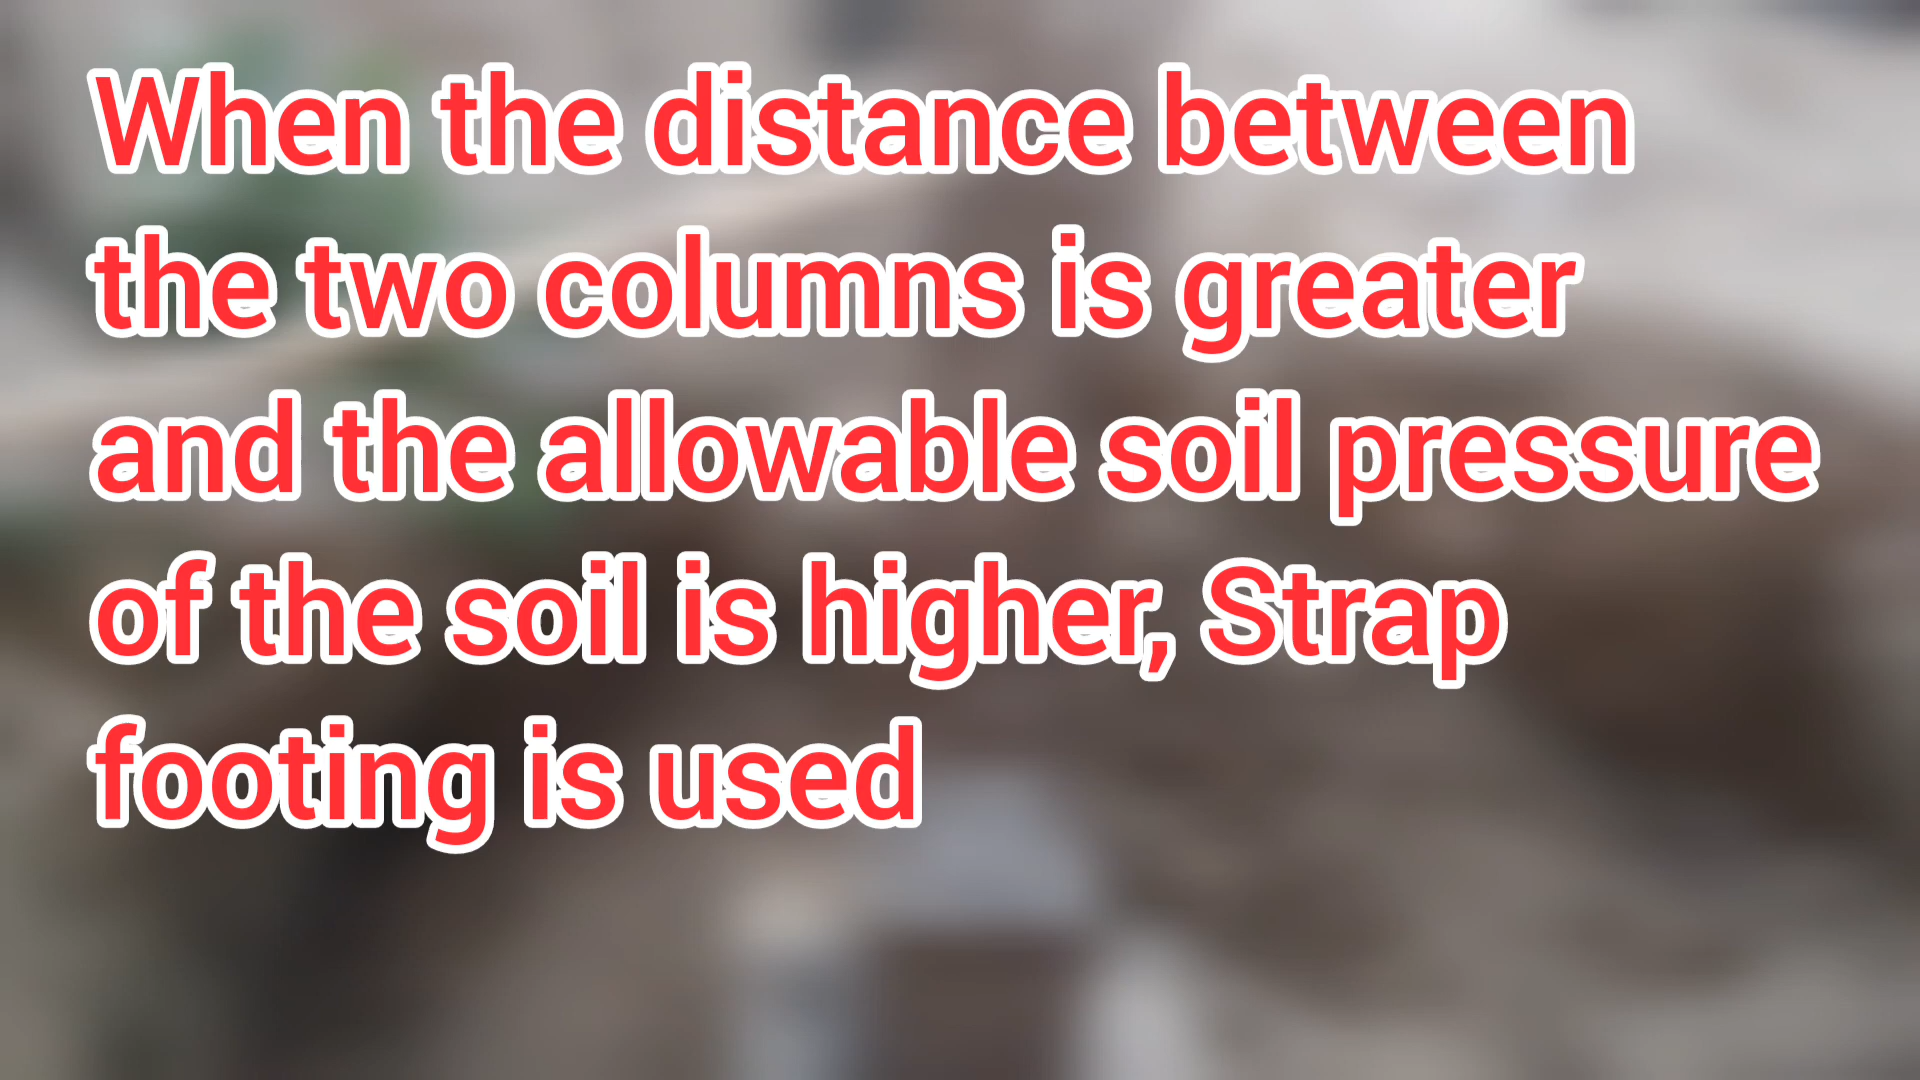 When the distance between
the two columns is greater
and the allowable soil pressure
of the soil is higher, Strap
footing is used